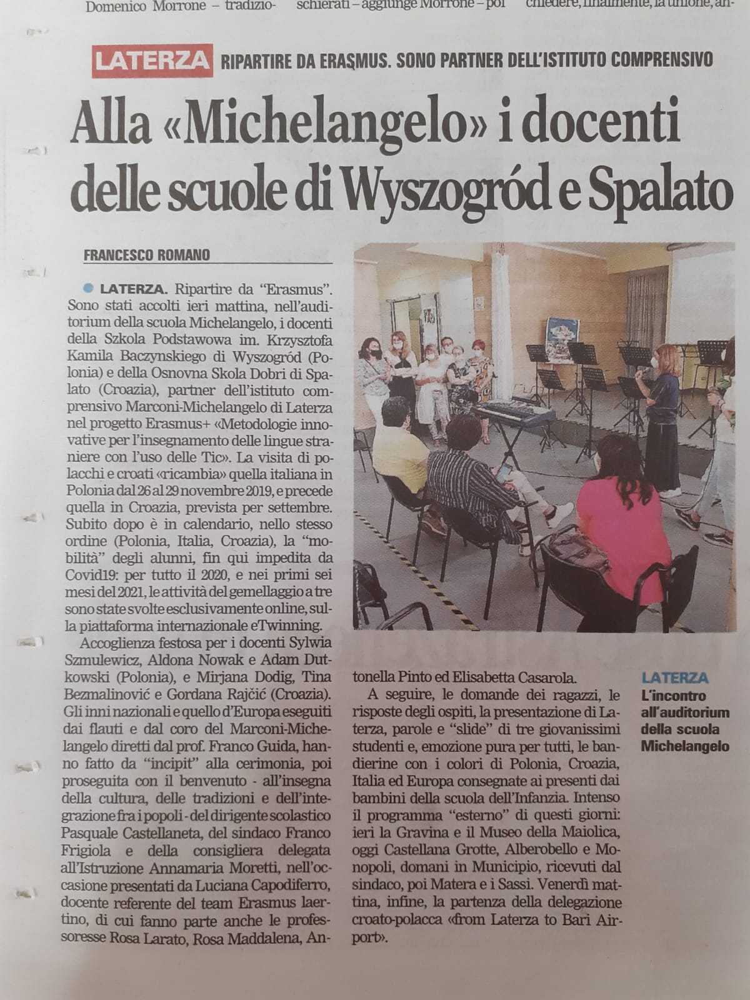 Domenico Morrone – tradizio-
schierati – aggiunge Morrone – poi
chiedere, finalmente, la unione, an-
LATERZA RIPARTIRE DA ERASMUS. SONO PARTNER DELL'ISTITUTO COMPRENSIVO
Alla «Michelangelo» i docenti
delle scuole di Wyszogród e Spalato
FRANCESCO ROMANO
● LATERZA. Ripartire da “Erasmus”.
Sono stati accolti ieri mattina, nell'audi-
torium della scuola Michelangelo, i docenti
della Szkola Podstawowa im. Krzysztofa
Kamila Baczynskiego di Wyszogród (Po-
lonia) e della Osnovna Skola Dobri di Spa-
lato (Croazia), partner dell'istituto com-
prensivo Marconi-Michelangelo di Laterza
nel progetto Erasmus+ «Metodologie inno-
vative per l'insegnamento delle lingue stra-
niere con l'uso delle Tic». La visita di po-
lacchi e croati «ricambia» quella italiana in
Polonia dal 26 al 29 novembre 2019, e precede
quella in Croazia, prevista per settembre.
Subito dopo è in calendario, nello stesso
ordine (Polonia, Italia, Croazia), la “mo-
bilità” degli alunni, fin qui impedita da
Covid19: per tutto il 2020, e nei primi sei
mesi del 2021, le attività del gemellaggio a tre
sono state svolte esclusivamente online, sul-
la piattaforma internazionale eTwinning.
Accoglienza festosa per i docenti Sylwia
Szmulewicz, Aldona Nowak e Adam Dut-
kowski (Polonia), e Mirjana Dodig, Tina
Bezmalinović e Gordana Rajčić (Croazia).
Gli inni nazionali e quello d'Europa eseguiti
dai flauti e dal coro del Marconi-Miche-
langelo diretti dal prof. Franco Guida, han-
no fatto da “incipit” alla cerimonia, poi
proseguita con il benvenuto - all'insegna
della cultura, delle tradizioni e dell'inte-
grazione fra i popoli - del dirigente scolastico
Pasquale Castellaneta, del sindaco Franco
Frigiola e della consigliera delegata
all'Istruzione Annamaria Moretti, nell'oc-
casione presentati da Luciana Capodiferro,
docente referente del team Erasmus laer-
tino, di cui fanno parte anche le profes-
soresse Rosa Larato, Rosa Maddalena, An-
tonella Pinto ed Elisabetta Casarola.
A seguire, le domande dei ragazzi, le
risposte degli ospiti, la presentazione di La-
terza, parole e “slide” di tre giovanissimi
studenti e, emozione pura per tutti, le ban-
dierine con i colori di Polonia, Croazia,
Italia ed Europa consegnate ai presenti dai
bambini della scuola dell'Infanzia. Intenso
il programma “esterno” di questi giorni:
ieri la Gravina e il Museo della Maiolica,
oggi Castellana Grotte, Alberobello e Mo-
nopoli, domani in Municipio, ricevuti dal
sindaco, poi Matera e i Sassi. Venerdì mat-
tina, infine, la partenza della delegazione
croato-polacca «from Laterza to Bari Air-
port».
LATERZA
L'incontro
all'auditorium
della scuola
Michelangelo